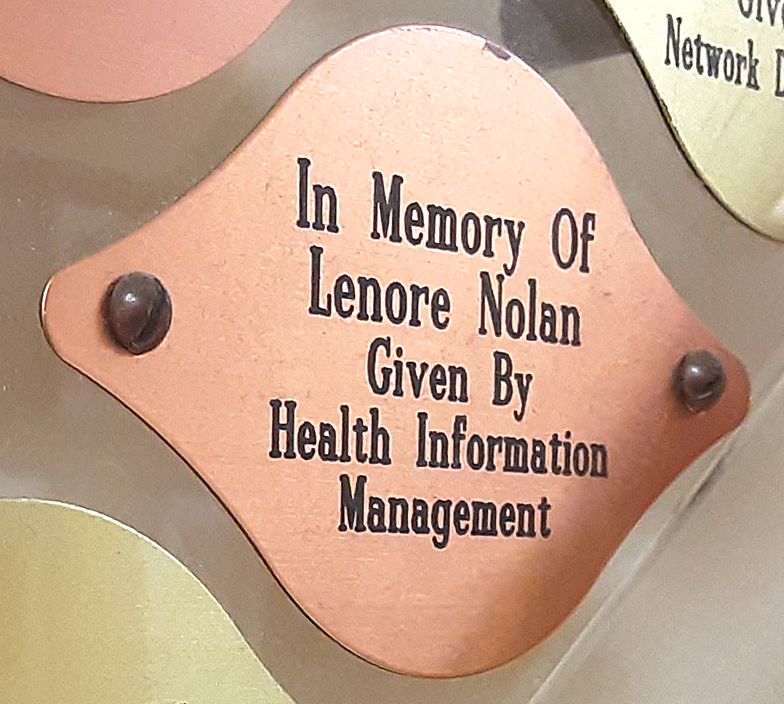 In Memory Of
Lenore Nolan
Given By
Health Information
Management
Network